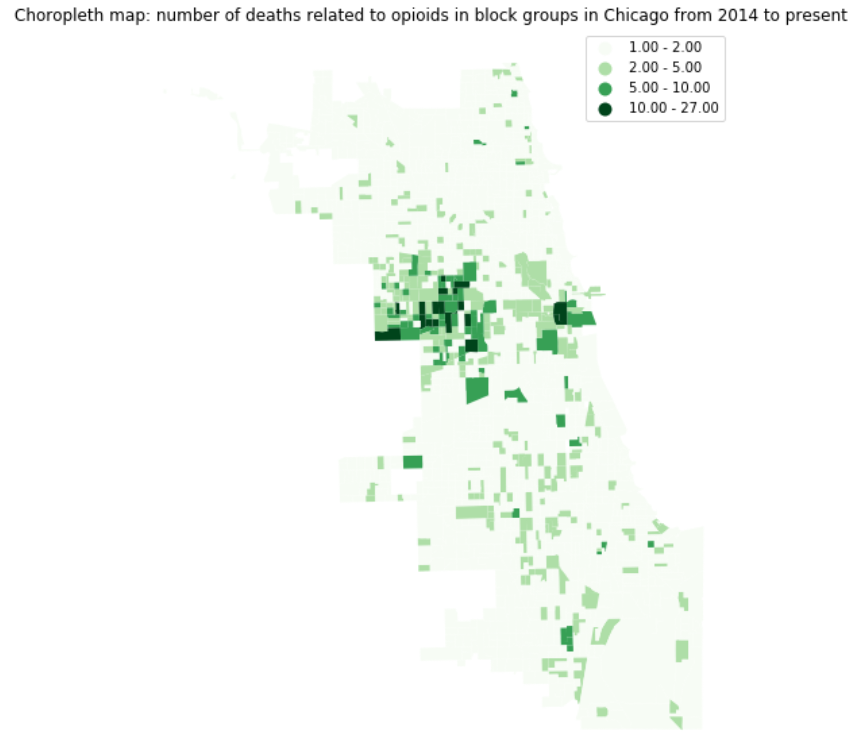 Choropleth map: number of deaths related to opioids in block groups in Chicago from 2014 to present
1.00 - 2.00
2.00 - 5.00
5.00 - 10.00
10.00 - 27.00